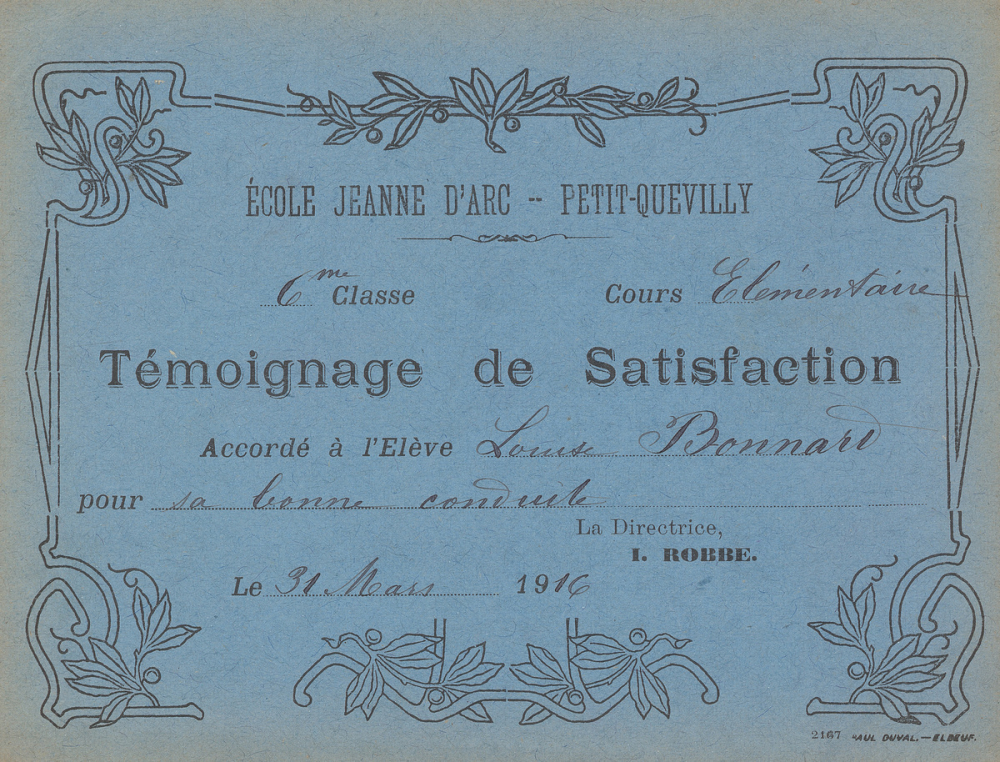 ÉCOLE JEANNE D'ARC -- PETIT-QUEVILLY
6me Classe Cours Elémentaire
Témoignage de Satisfaction
Accordé à l'Elève Louise Bonnard
pour sa bonne conduite
La Directrice,
I. ROBBE.
Le 31 Mars 1916
2167 PAUL DUVAL.—ELBEUF.